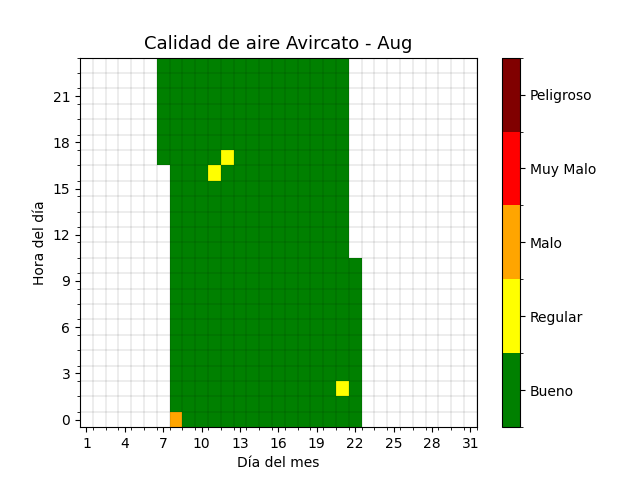 Calidad de aire Avircato - Aug
Peligroso
Muy Malo
Malo
Regular
Bueno
Hora del día
21
18
15
12
9
6
3
0
1 4 7 10 13 16 19 22 25 28 31
Día del mes